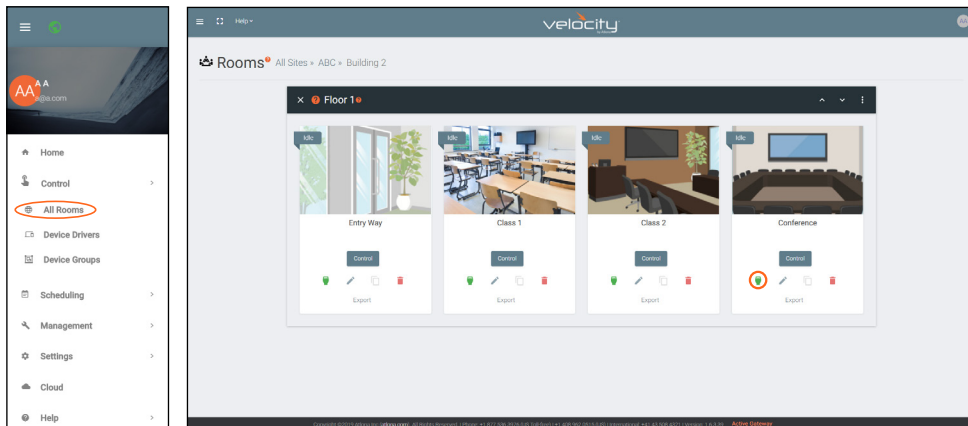 AA
A A
a@a.com
Home
Control
All Rooms
Device Drivers
Device Groups
Scheduling
Management
Settings
Cloud
Help
Help
velocity
AA
Rooms All Sites » ABC » Building 2
Floor 1
Idle
Idle
Idle
Idle
Entry Way
Class 1
Class 2
Conference
Control
Control
Control
Control
Export
Export
Export
Export
Active Gateway